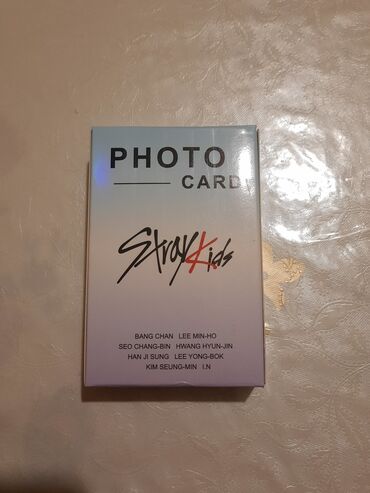 PHOTO
CARD
Stray Kids
BANG CHAN LEE MIN-HO
SEO CHANG-BIN HWANG HYUN-JIN
HAN JI SUNG LEE YONG-BOK
KIM SEUNG-MIN I.N